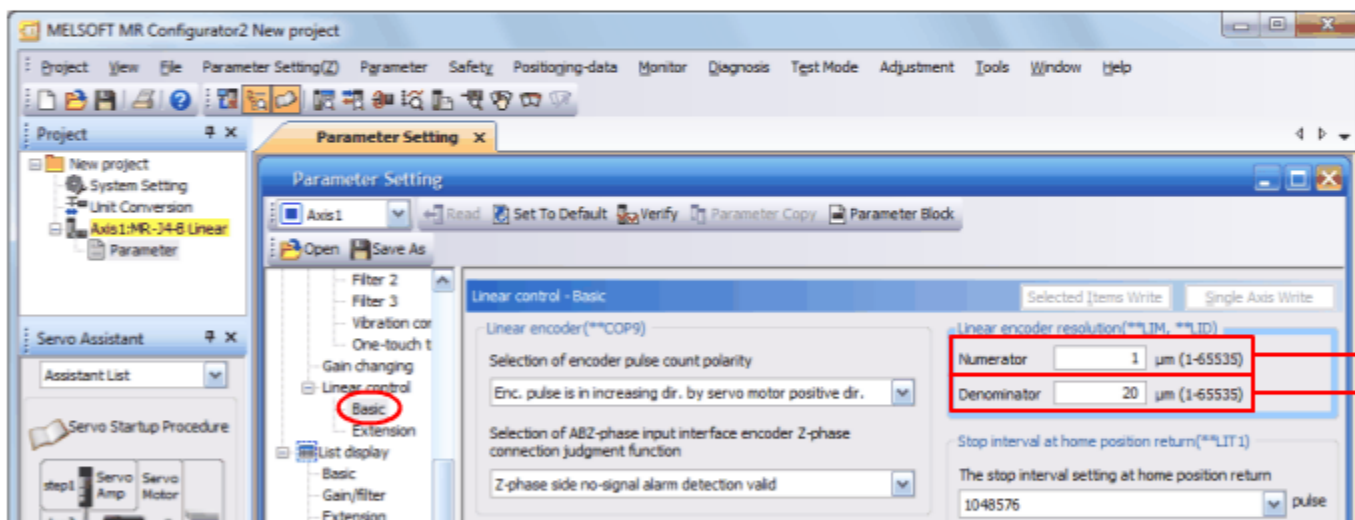 MELSOFT MR Configurator2 New project
Project View File Parameter Setting(Z) Parameter Safety Positioning-data Monitor Diagnosis Test Mode Adjustment Tools Window Help
Project
Parameter Setting
New project
System Setting
Unit Conversion
Axis1:MR-J4-B Linear
Parameter
Parameter Setting
Axis1 Read Set To Default Verify Parameter Copy Parameter Block
Open Save As
Filter 2
Filter 3
Vibration cor
One-touch t
Gain changing
Linear control
Basic
Extension
List display
Basic
Gain/filter
Extension
Linear control - Basic
Selected Items Write Single Axis Write
Linear encoder(**COP9)
Selection of encoder pulse count polarity
Enc. pulse is in increasing dir. by servo motor positive dir.
Selection of ABZ-phase input interface encoder Z-phase
connection judgment function
Z-phase side no-signal alarm detection valid
Linear encoder resolution(**LIM, **LID)
Numerator 1 µm (1-65535)
Denominator 20 µm (1-65535)
Stop interval at home position return(**LIT1)
The stop interval setting at home position return
1048576 pulse
Servo Assistant
Assistant List
Servo Startup Procedure
step1 Servo Amp Servo Motor